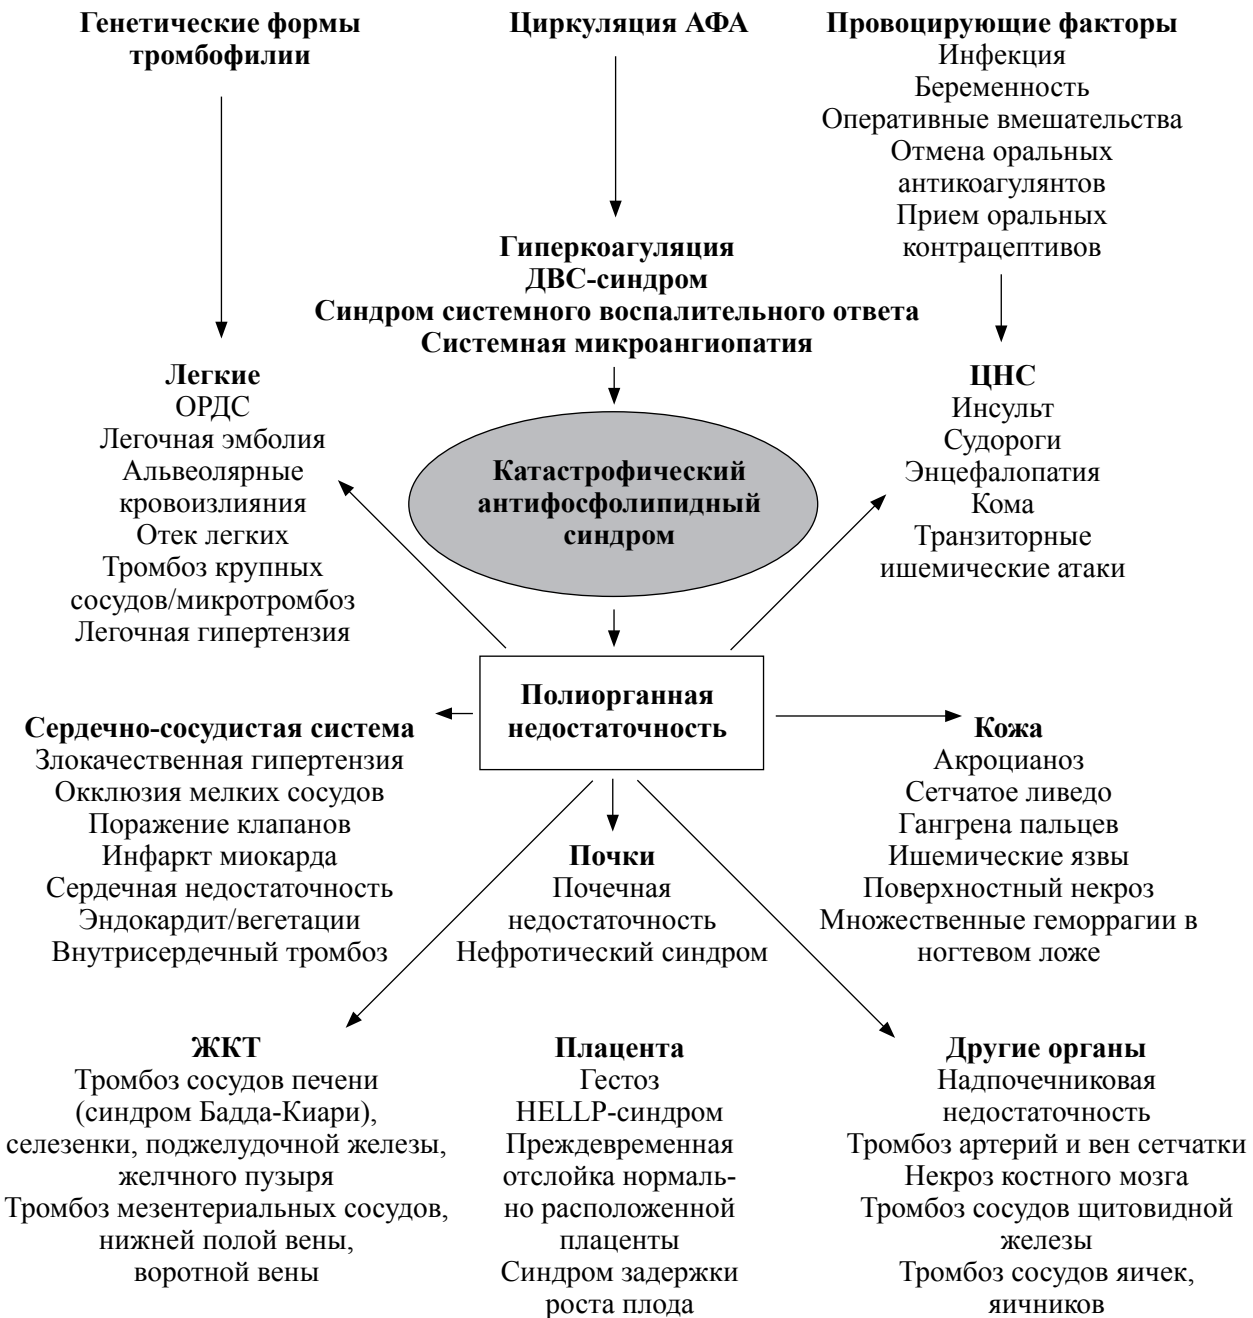 Генетические формы
тромбофилии
Циркуляция АФА
Провоцирующие факторы
Инфекция
Беременность
Оперативные вмешательства
Отмена оральных
антикоагулянтов
Прием оральных
контрацептивов
Гиперкоагуляция
ДВС-синдром
Синдром системного воспалительного ответа
Системная микроангиопатия
Легкие
ОРДС
Легочная эмболия
Альвеолярные
кровоизлияния
Отек легких
Тромбоз крупных
сосудов/микротромбоз
Легочная гипертензия
Катастрофический
антифосфолипидный
синдром
ЦНС
Инсульт
Судороги
Энцефалопатия
Кома
Транзиторные
ишемические атаки
Полиорганная
недостаточность
Сердечно-сосудистая система
Злокачественная гипертензия
Окклюзия мелких сосудов
Поражение клапанов
Инфаркт миокарда
Сердечная недостаточность
Эндокардит/вегетации
Внутрисердечный тромбоз
Почки
Почечная
недостаточность
Нефротический синдром
Кожа
Акроцианоз
Сетчатое ливедо
Гангрена пальцев
Ишемические язвы
Поверхностный некроз
Множественные геморрагии в
ногтевом ложе
ЖКТ
Тромбоз сосудов печени
(синдром Бадда-Киари),
селезенки, поджелудочной железы,
желчного пузыря
Тромбоз мезентериальных сосудов,
нижней полой вены,
воротной вены
Плацента
Гестоз
HELLP-синдром
Преждевременная
отслойка нормаль-
но расположенной
плаценты
Синдром задержки
роста плода
Другие органы
Надпочечниковая
недостаточность
Тромбоз артерий и вен сетчатки
Некроз костного мозга
Тромбоз сосудов щитовидной
железы
Тромбоз сосудов яичек,
яичников